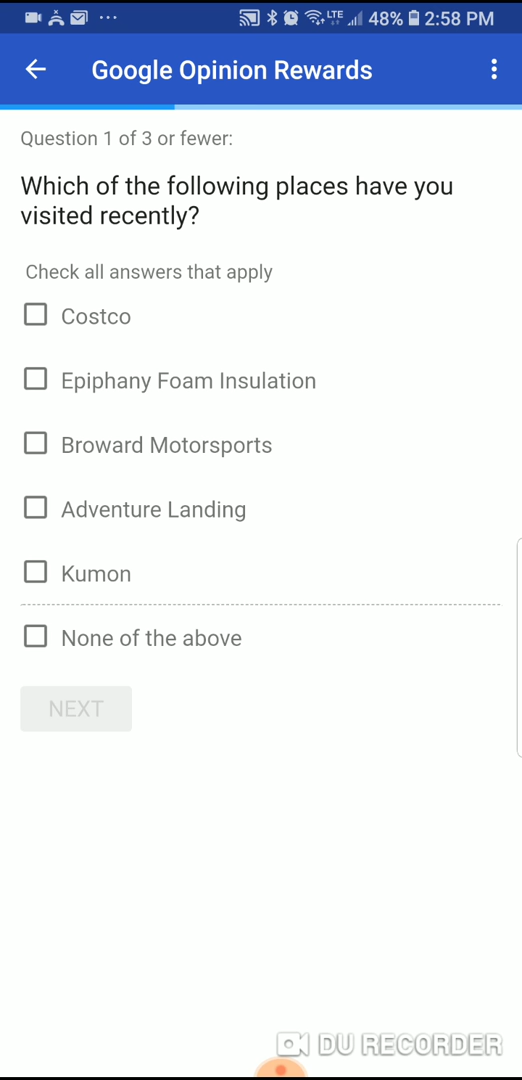 LTE 48% 2:58 PM
Google Opinion Rewards
Question 1 of 3 or fewer:
Which of the following places have you
visited recently?
Check all answers that apply
Costco
Epiphany Foam Insulation
Broward Motorsports
Adventure Landing
Kumon
None of the above
NEXT
DU RECORDER